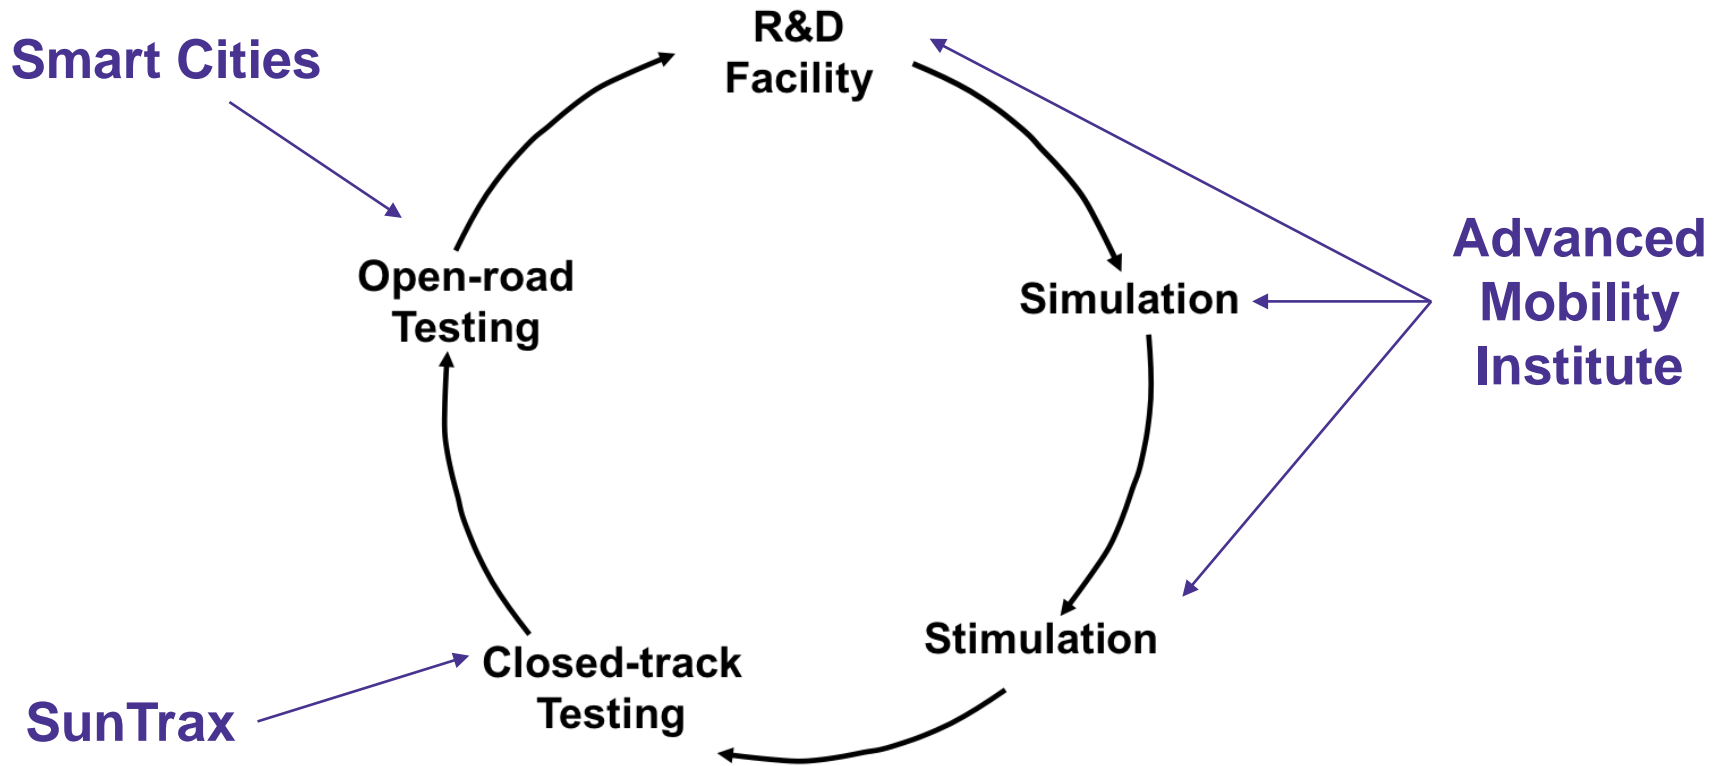 Smart Cities
R&D
Facility
Open-road
Testing
Simulation
Advanced
Mobility
Institute
Stimulation
Closed-track
Testing
SunTrax